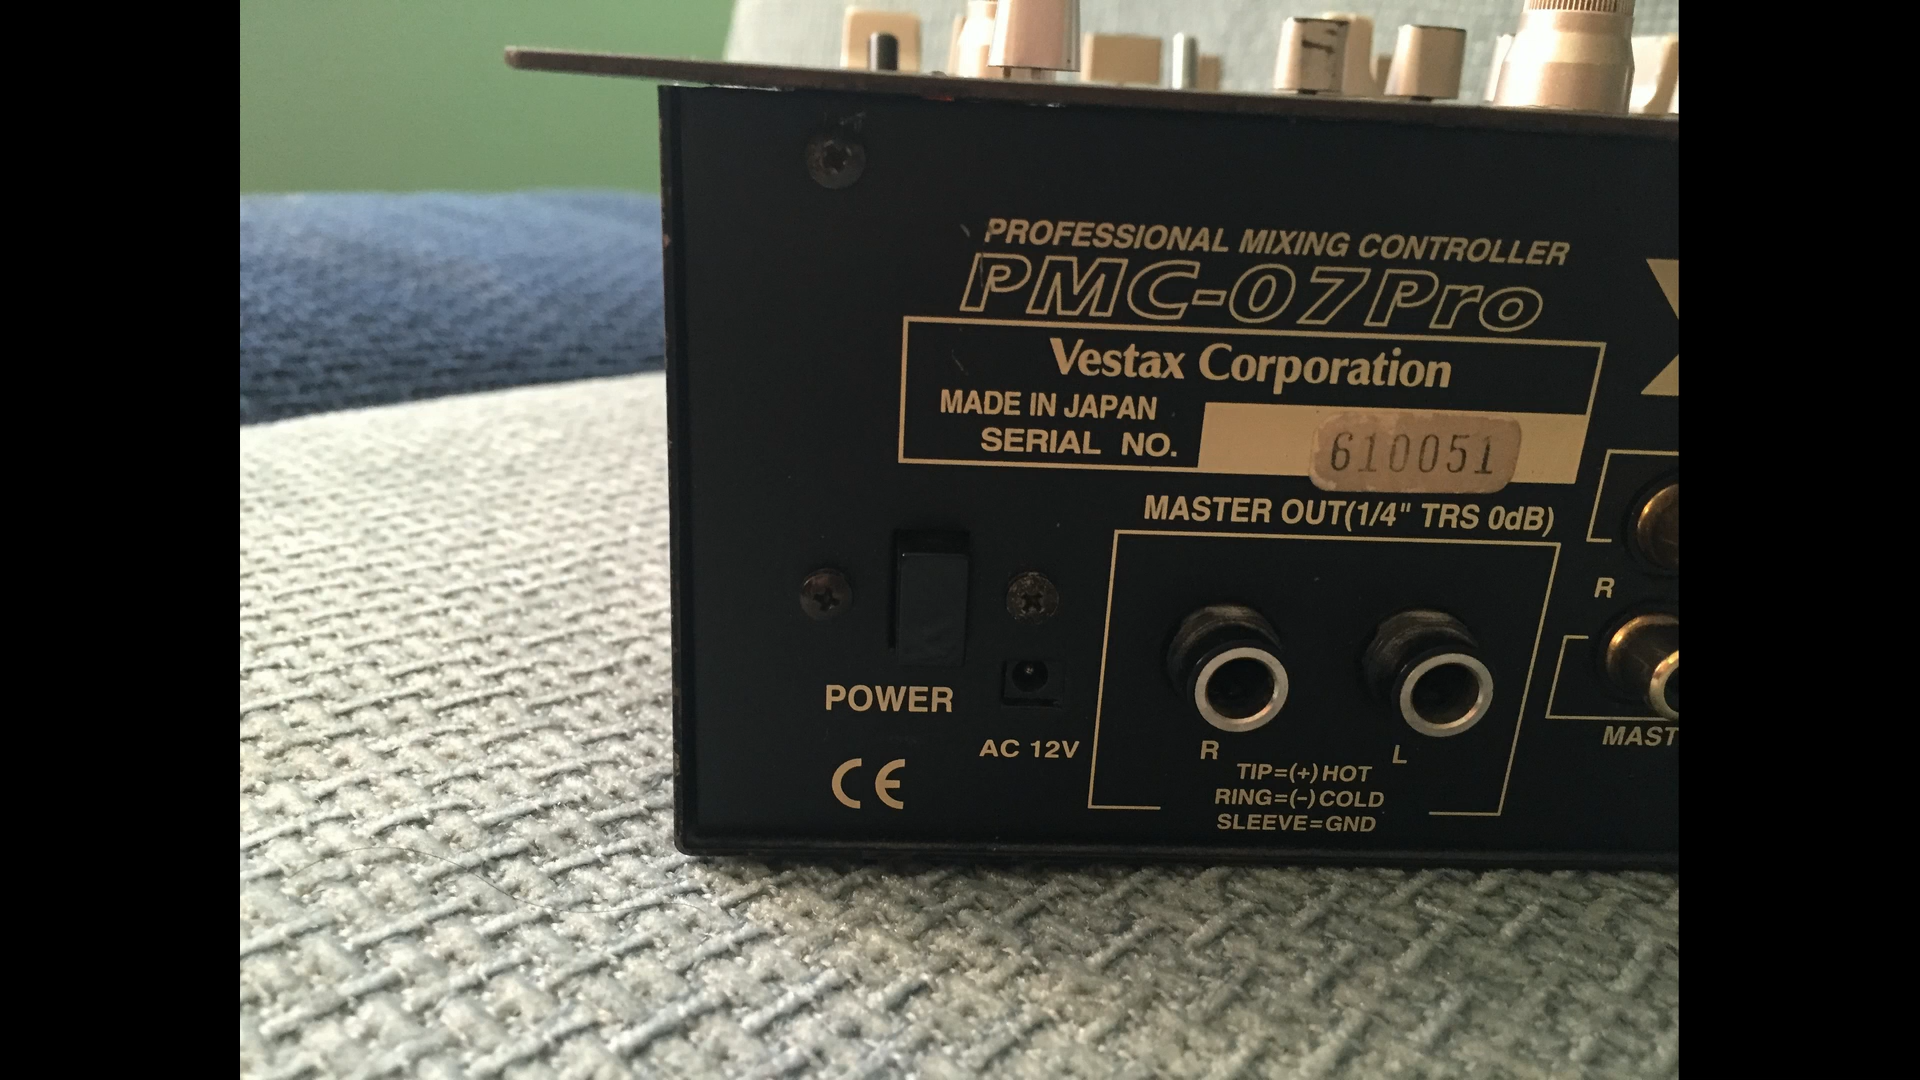 PROFESSIONAL MIXING CONTROLLER
PMC-07Pro
Vestax Corporation
MADE IN JAPAN
SERIAL NO. 610051
MASTER OUT(1/4" TRS 0dB)
R
POWER
AC 12V
R L
MAST
TIP=(+)HOT
RING=(-)COLD
SLEEVE=GND
CE